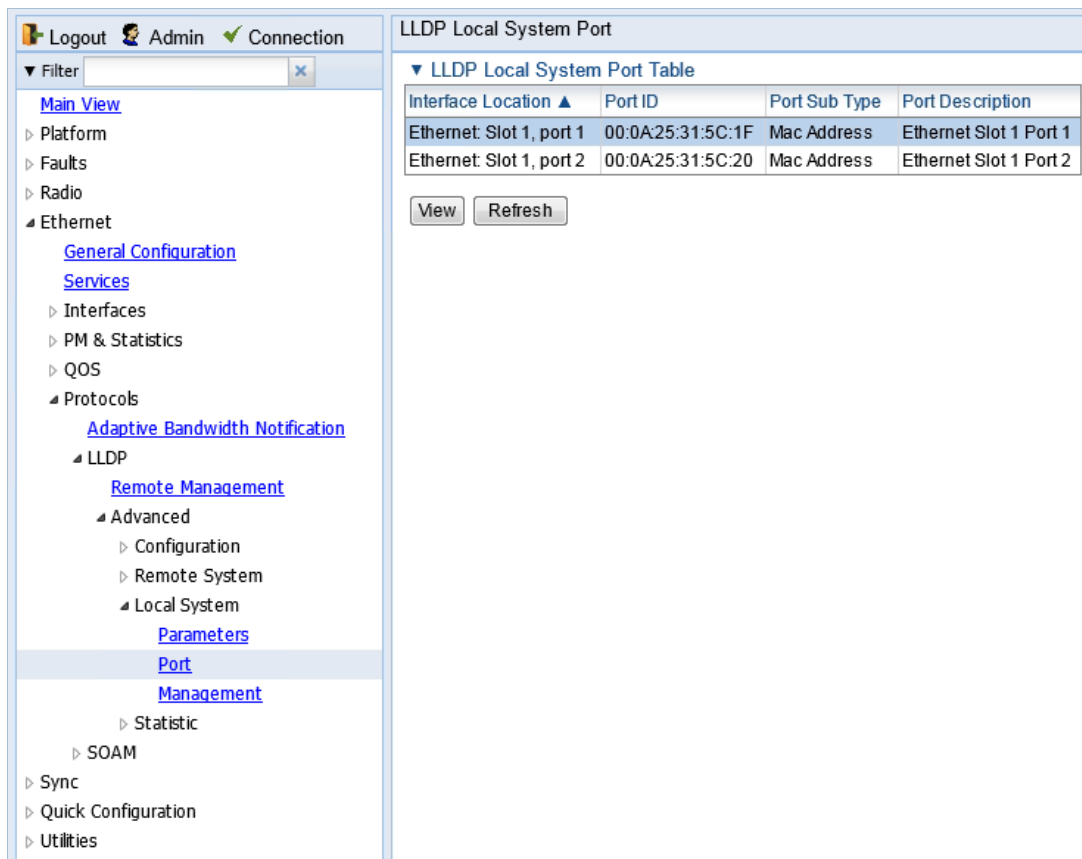 Logout Admin Connection
▼ Filter
Main View
Platform
Faults
Radio
Ethernet
General Configuration
Services
Interfaces
PM & Statistics
QOS
Protocols
Adaptive Bandwidth Notification
LLDP
Remote Management
Advanced
Configuration
Remote System
Local System
Parameters
Port
Management
Statistic
SOAM
Sync
Quick Configuration
Utilities
LLDP Local System Port
▼ LLDP Local System Port Table
Interface Location ▲ Port ID Port Sub Type Port Description
Ethernet: Slot 1, port 1 00:0A:25:31:5C:1F Mac Address Ethernet Slot 1 Port 1
Ethernet: Slot 1, port 2 00:0A:25:31:5C:20 Mac Address Ethernet Slot 1 Port 2
View Refresh